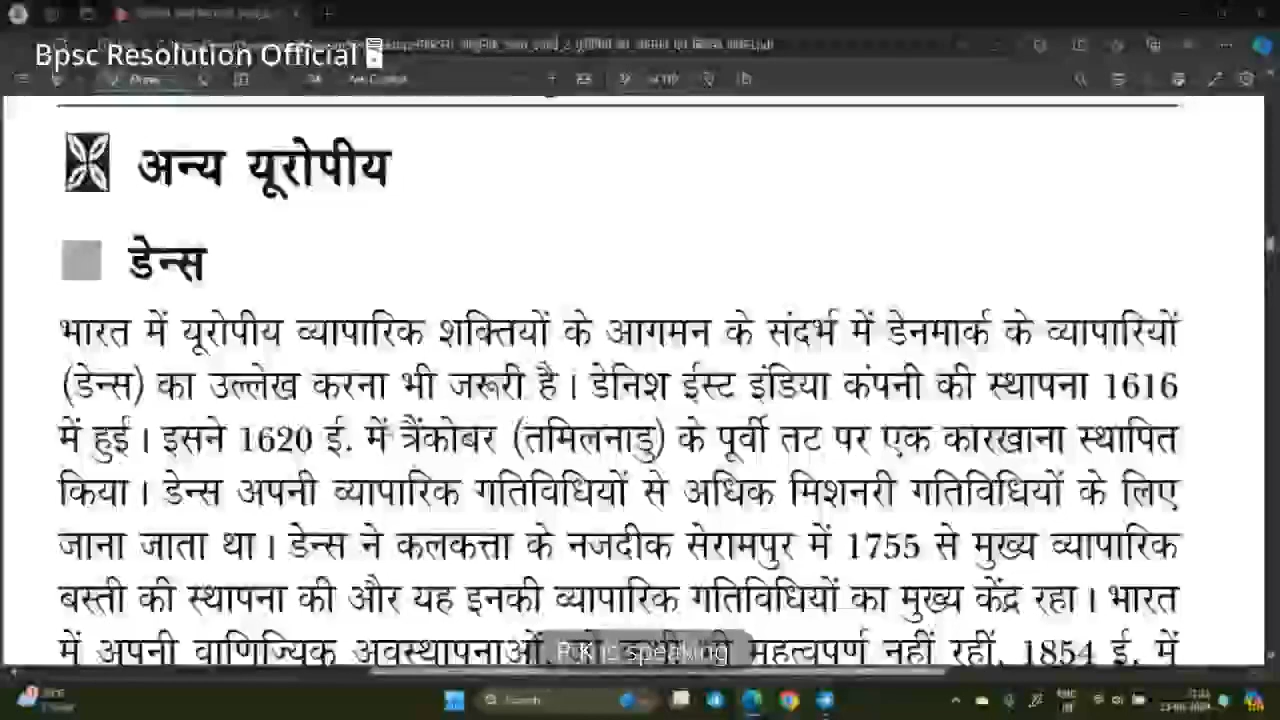 Bpsc Resolution Official
अन्य यूरोपीय
डेन्स
भारत में यूरोपीय व्यापारिक शक्तियों के आगमन के संदर्भ में डेनमार्क के व्यापारियों
(डेन्स) का उल्लेख करना भी जरूरी है। डेनिश ईस्ट इंडिया कंपनी की स्थापना 1616
में हुई। इसने 1620 ई. में त्रैंकोबर (तमिलनाडु) के पूर्वी तट पर एक कारखाना स्थापित
किया। डेन्स अपनी व्यापारिक गतिविधियों से अधिक मिशनरी गतिविधियों के लिए
जाना जाता था। डेन्स ने कलकत्ता के नजदीक सेरामपुर में 1755 से मुख्य व्यापारिक
बस्ती की स्थापना की और यह इनकी व्यापारिक गतिविधियों का मुख्य केंद्र रहा। भारत
में अपनी वाणिज्यिक अवस्थापनाओं, महत्वपूर्ण नहीं रहीं, 1854 ई. में
P K is speaking
Search